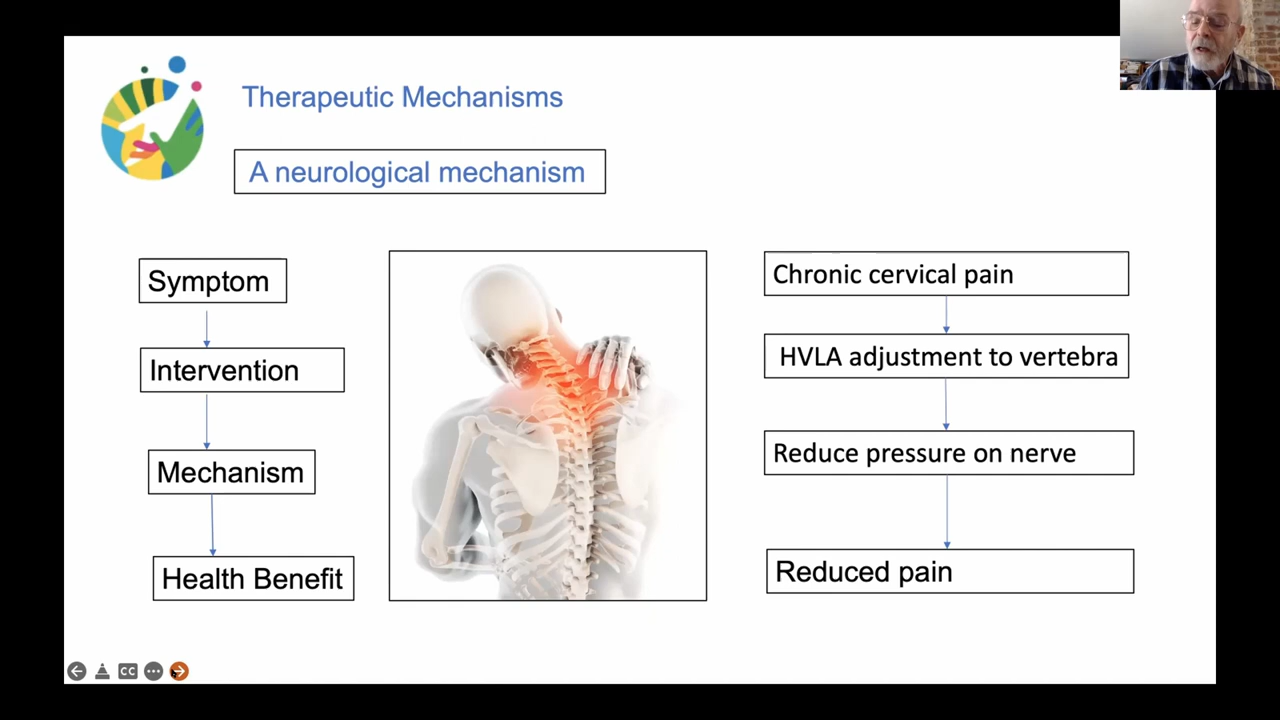 Therapeutic Mechanisms
A neurological mechanism
Symptom
Intervention
Mechanism
Health Benefit
Chronic cervical pain
HVLA adjustment to vertebra
Reduce pressure on nerve
Reduced pain
CC